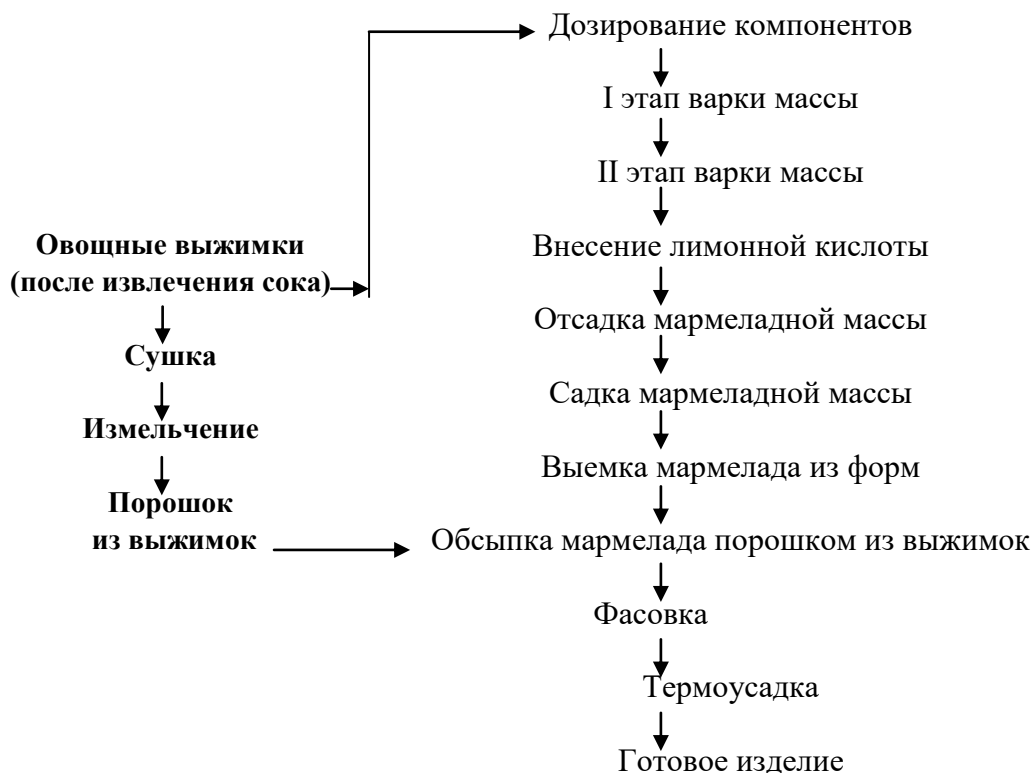 Дозирование компонентов
I этап варки массы
II этап варки массы
Внесение лимонной кислоты
Овощные выжимки
(после извлечения сока)
Отсадка мармеладной массы
Сушка
Садка мармеладной массы
Измельчение
Выемка мармелада из форм
Порошок
из выжимок
Обсыпка мармелада порошком из выжимок
Фасовка
Термоусадка
Готовое изделие